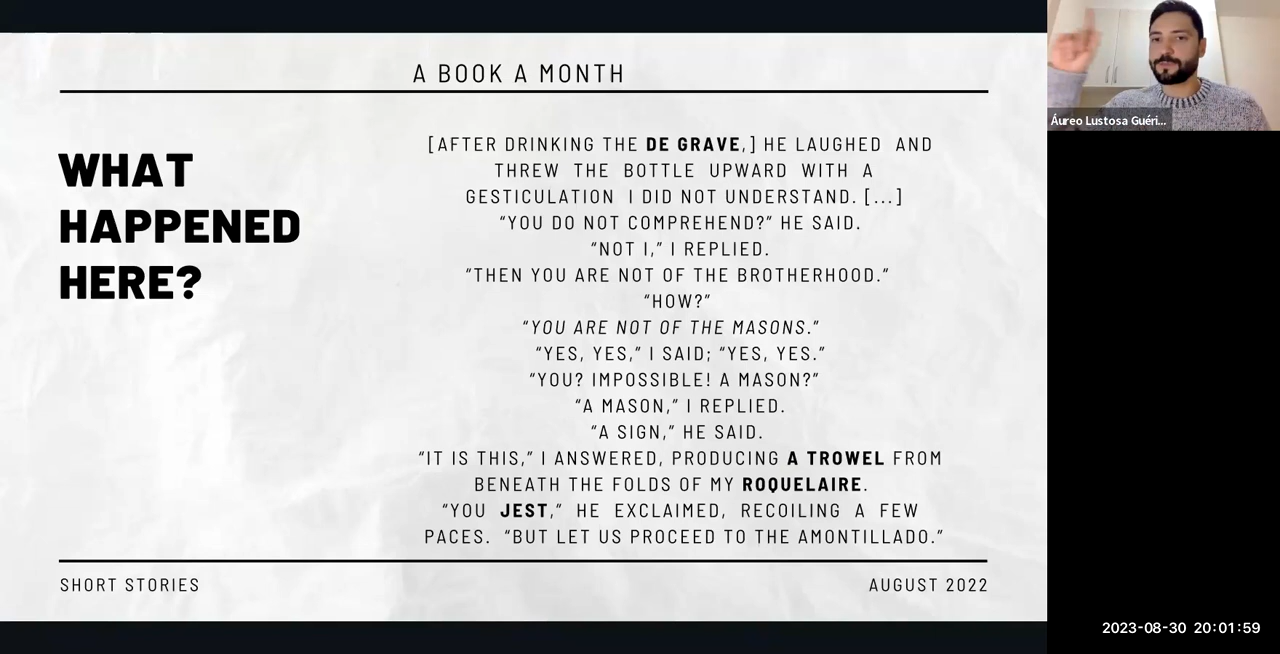 A BOOK A MONTH
WHAT
HAPPENED
HERE?
[AFTER DRINKING THE DE GRAVE,] HE LAUGHED AND
THREW THE BOTTLE UPWARD WITH A
GESTICULATION I DID NOT UNDERSTAND. [...]
“YOU DO NOT COMPREHEND?” HE SAID.
“NOT I,” I REPLIED.
“THEN YOU ARE NOT OF THE BROTHERHOOD.”
“HOW?”
“YOU ARE NOT OF THE MASONS.”
“YES, YES,” I SAID; “YES, YES.”
“YOU? IMPOSSIBLE! A MASON?”
“A MASON,” I REPLIED.
“A SIGN,” HE SAID.
“IT IS THIS,” I ANSWERED, PRODUCING A TROWEL FROM
BENEATH THE FOLDS OF MY ROQUELAIRE.
“YOU JEST,” HE EXCLAIMED, RECOILING A FEW
PACES. “BUT LET US PROCEED TO THE AMONTILLADO.”
SHORT STORIES
AUGUST 2022
Áureo Lustosa Guéri...
2023-08-30 20:01:59